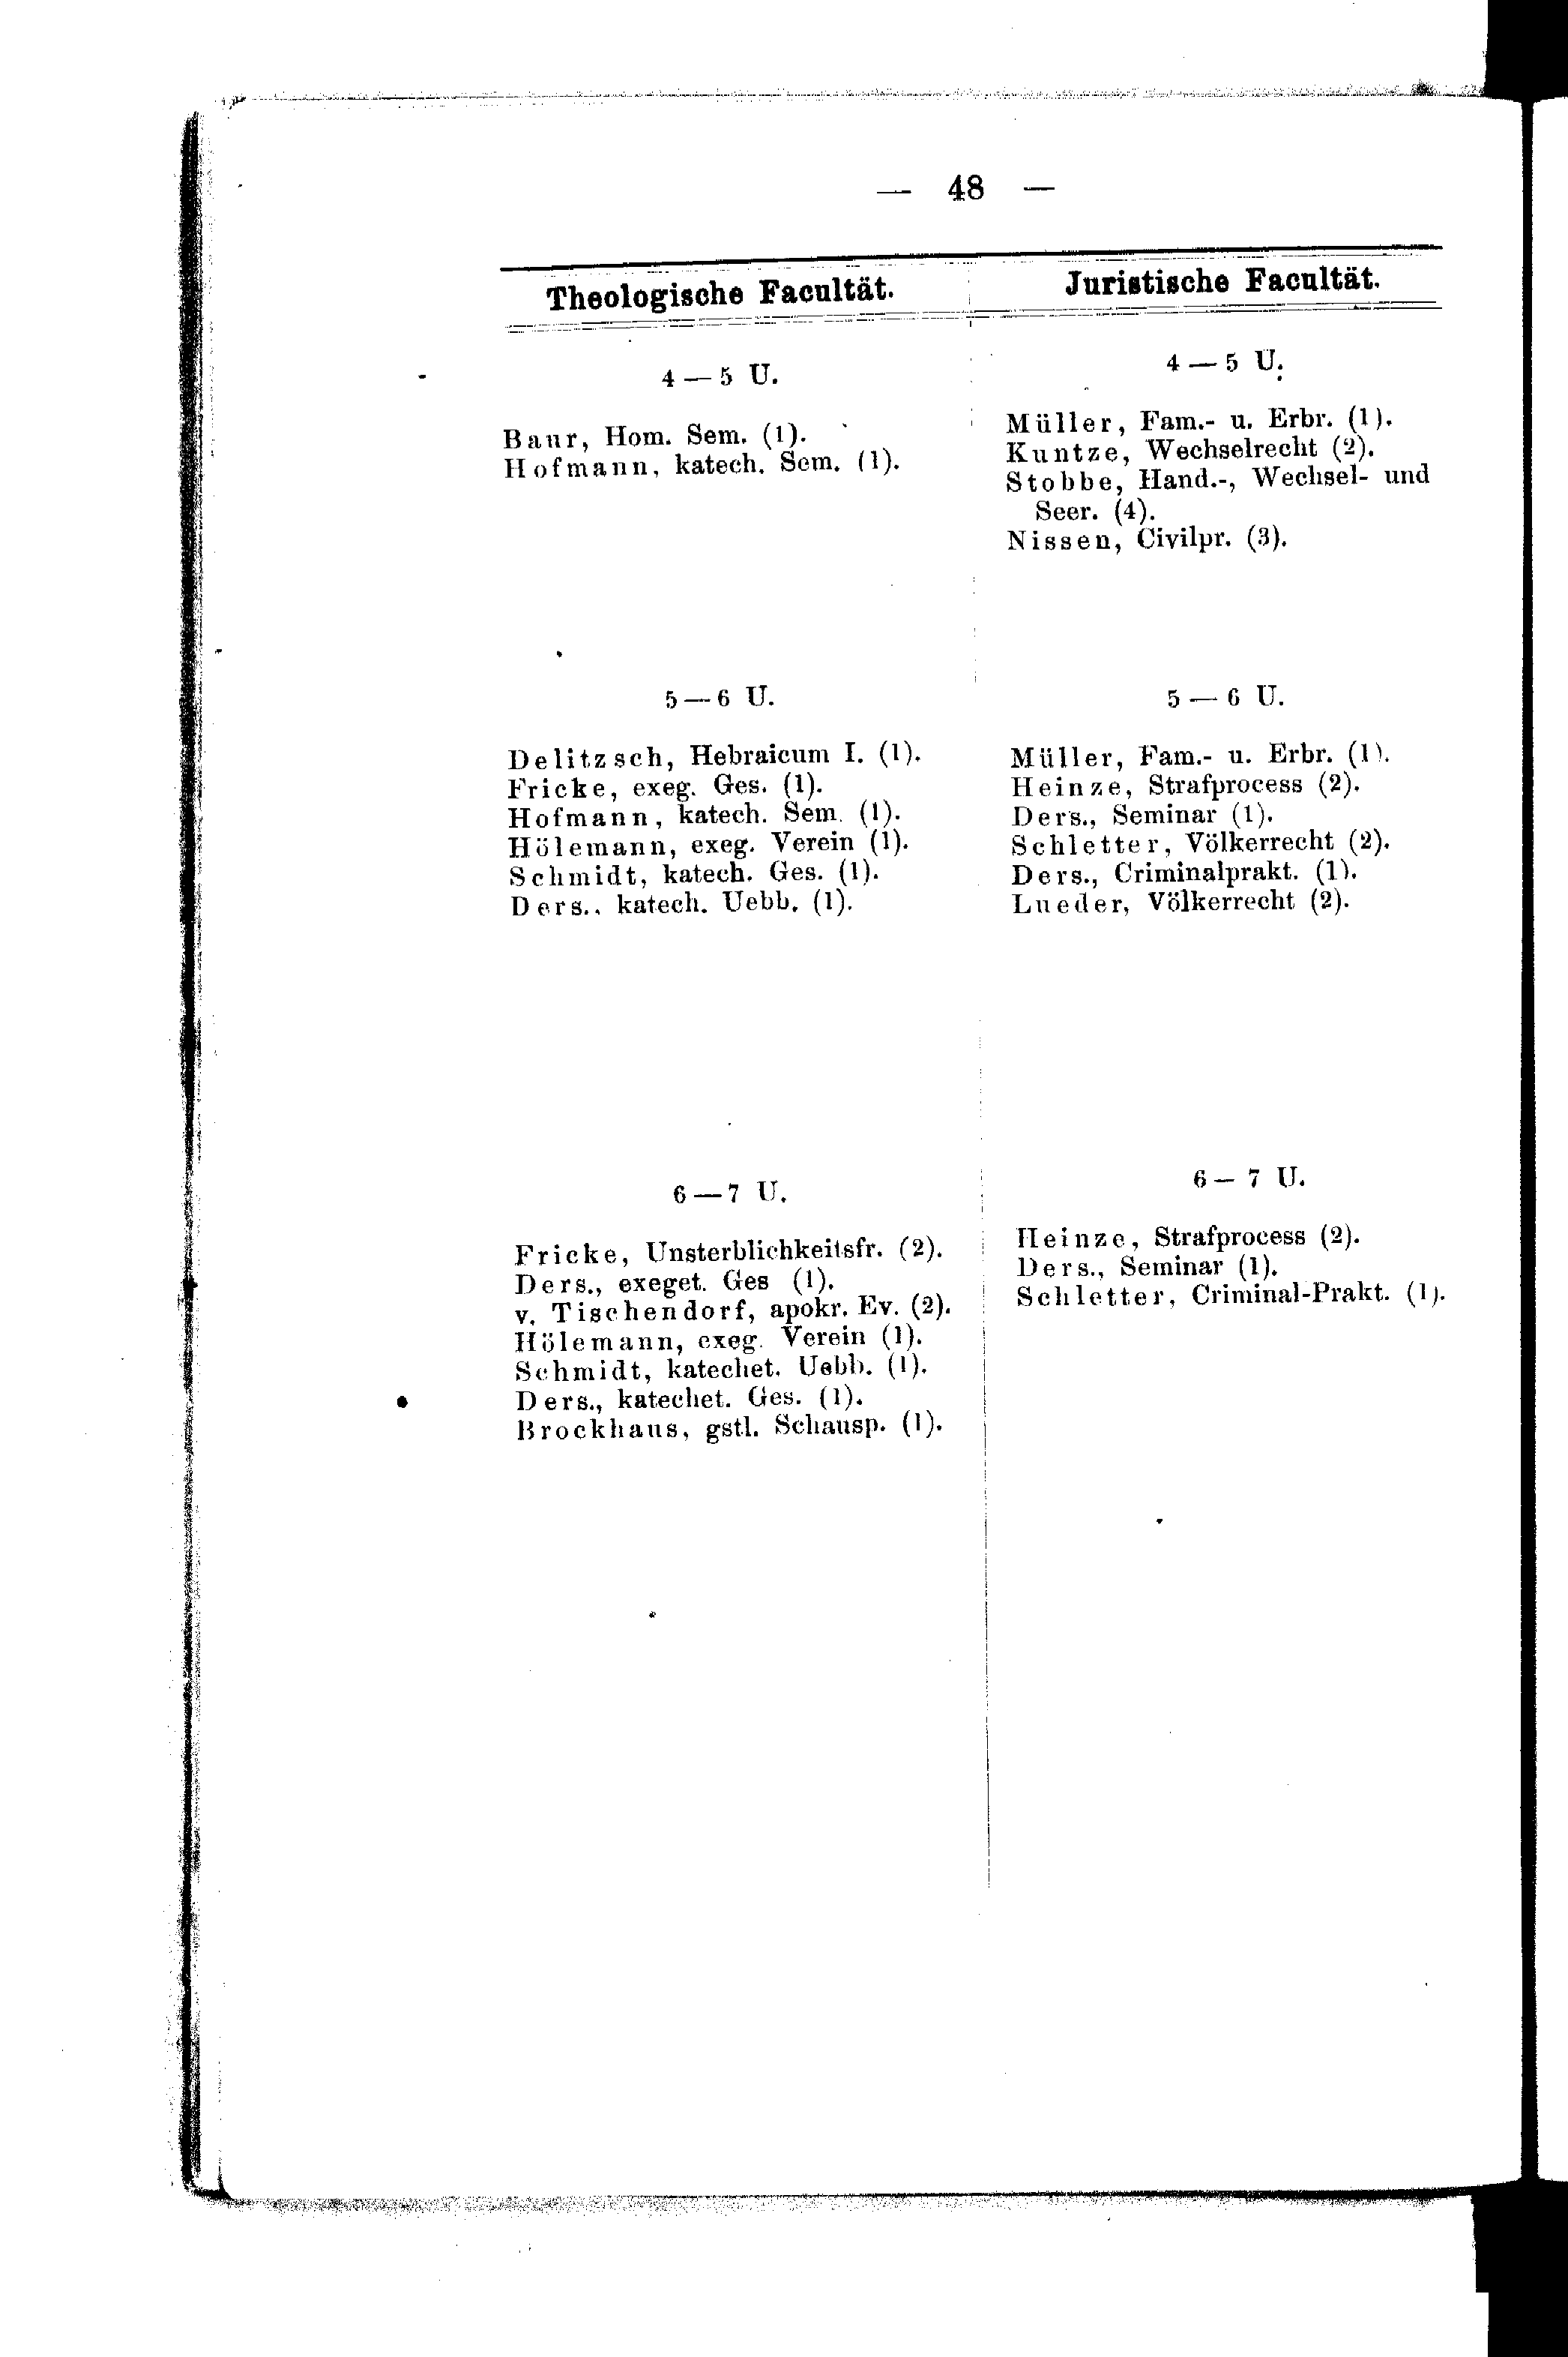 — 48 —
Theologische Facultät.
4 — 5 U.
Baur, Hom. Sem. (1).
Hofmann, katech. Sem. (1).
5 — 6 U.
Delitzsch, Hebraicum I. (1).
Fricke, exeg. Ges. (1).
Hofmann, katech. Sem. (1).
Hölemann, exeg. Verein (1).
Schmidt, katech. Ges. (1).
Ders., katech. Uebb. (1).
6 — 7 U.
Fricke, Unsterblichkeitsfr. (2).
Ders., exeget. Ges (1).
v. Tischendorf, apokr. Ev. (2).
Hölemann, exeg. Verein (1).
Schmidt, katechet. Uebb. (1).
Ders., katechet. Ges. (1).
Brockhaus, gstl. Schausp. (1).
Juristische Facultät.
4 — 5 U.
Müller, Fam.- u. Erbr. (1).
Kuntze, Wechselrecht (2).
Stobbe, Hand.-, Wechsel- und
Seer. (4).
Nissen, Civilpr. (3).
5 — 6 U.
Müller, Fam.- u. Erbr. (1).
Heinze, Strafprocess (2).
Ders., Seminar (1).
Schletter, Völkerrecht (2).
Ders., Criminalprakt. (1).
Lueder, Völkerrecht (2).
6 — 7 U.
Heinze, Strafprocess (2).
Ders., Seminar (1).
Schletter, Criminal-Prakt. (1).